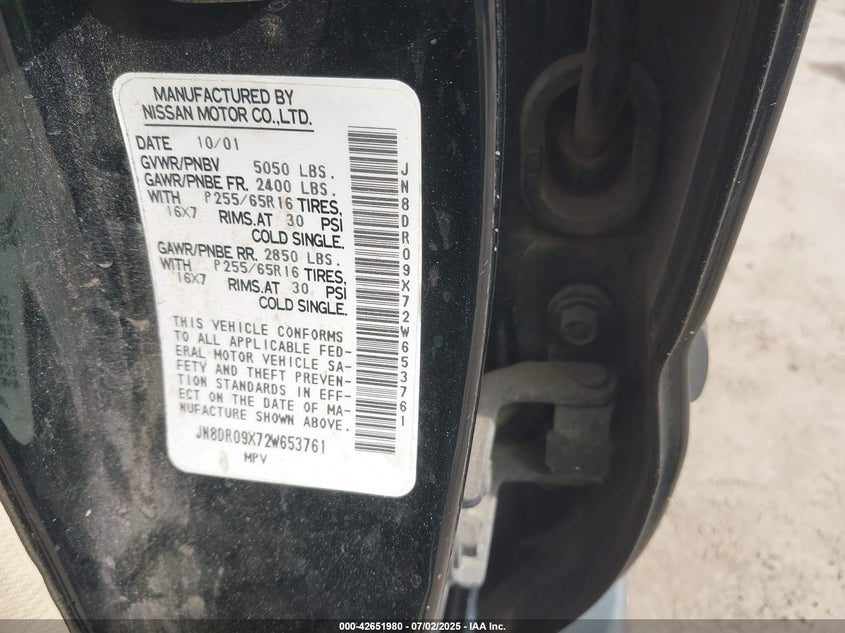 MANUFACTURED BY
NISSAN MOTOR CO.,LTD.
DATE 10/01
GVWR/PNBV 5050 LBS.
GAWR/PNBE FR. 2400 LBS.
WITH P255/65R16 TIRES.
16X7 RIMS.AT 30 PSI
COLD SINGLE.
GAWR/PNBE RR. 2850 LBS.
WITH P255/65R16 TIRES.
16X7 RIMS.AT 30 PSI
COLD SINGLE.
THIS VEHICLE CONFORMS
TO ALL APPLICABLE FED-
ERAL MOTOR VEHICLE SA-
FETY AND THEFT PREVEN-
TION STANDARDS IN EFF-
ECT ON THE DATE OF MA-
NUFACTURE SHOWN ABOVE.
JN8DR09X72W653761
MPV
JN8DR09X72W653761
000-42651980 - 07/02/2025 - IAA Inc.